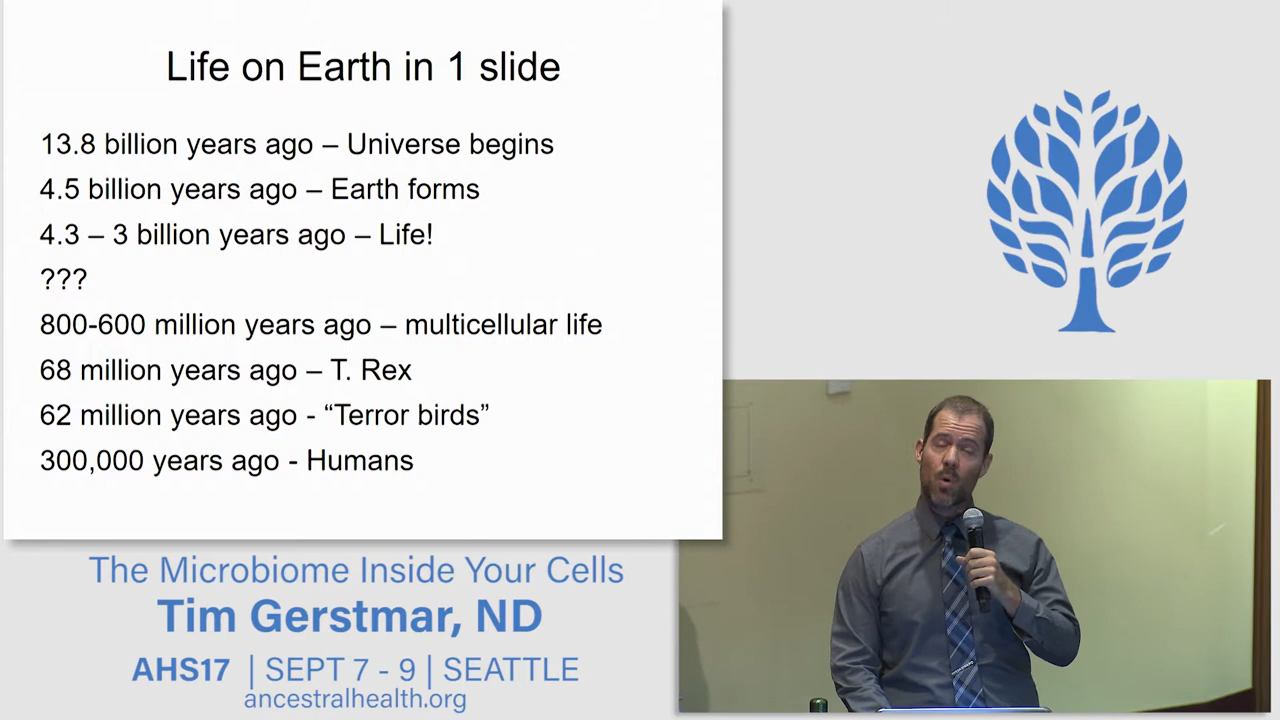 Life on Earth in 1 slide
13.8 billion years ago – Universe begins
4.5 billion years ago – Earth forms
4.3 – 3 billion years ago – Life!
???
800-600 million years ago – multicellular life
68 million years ago – T. Rex
62 million years ago - “Terror birds”
300,000 years ago - Humans
The Microbiome Inside Your Cells
Tim Gerstmar, ND
AHS17 | SEPT 7 - 9 | SEATTLE
ancestralhealth.org